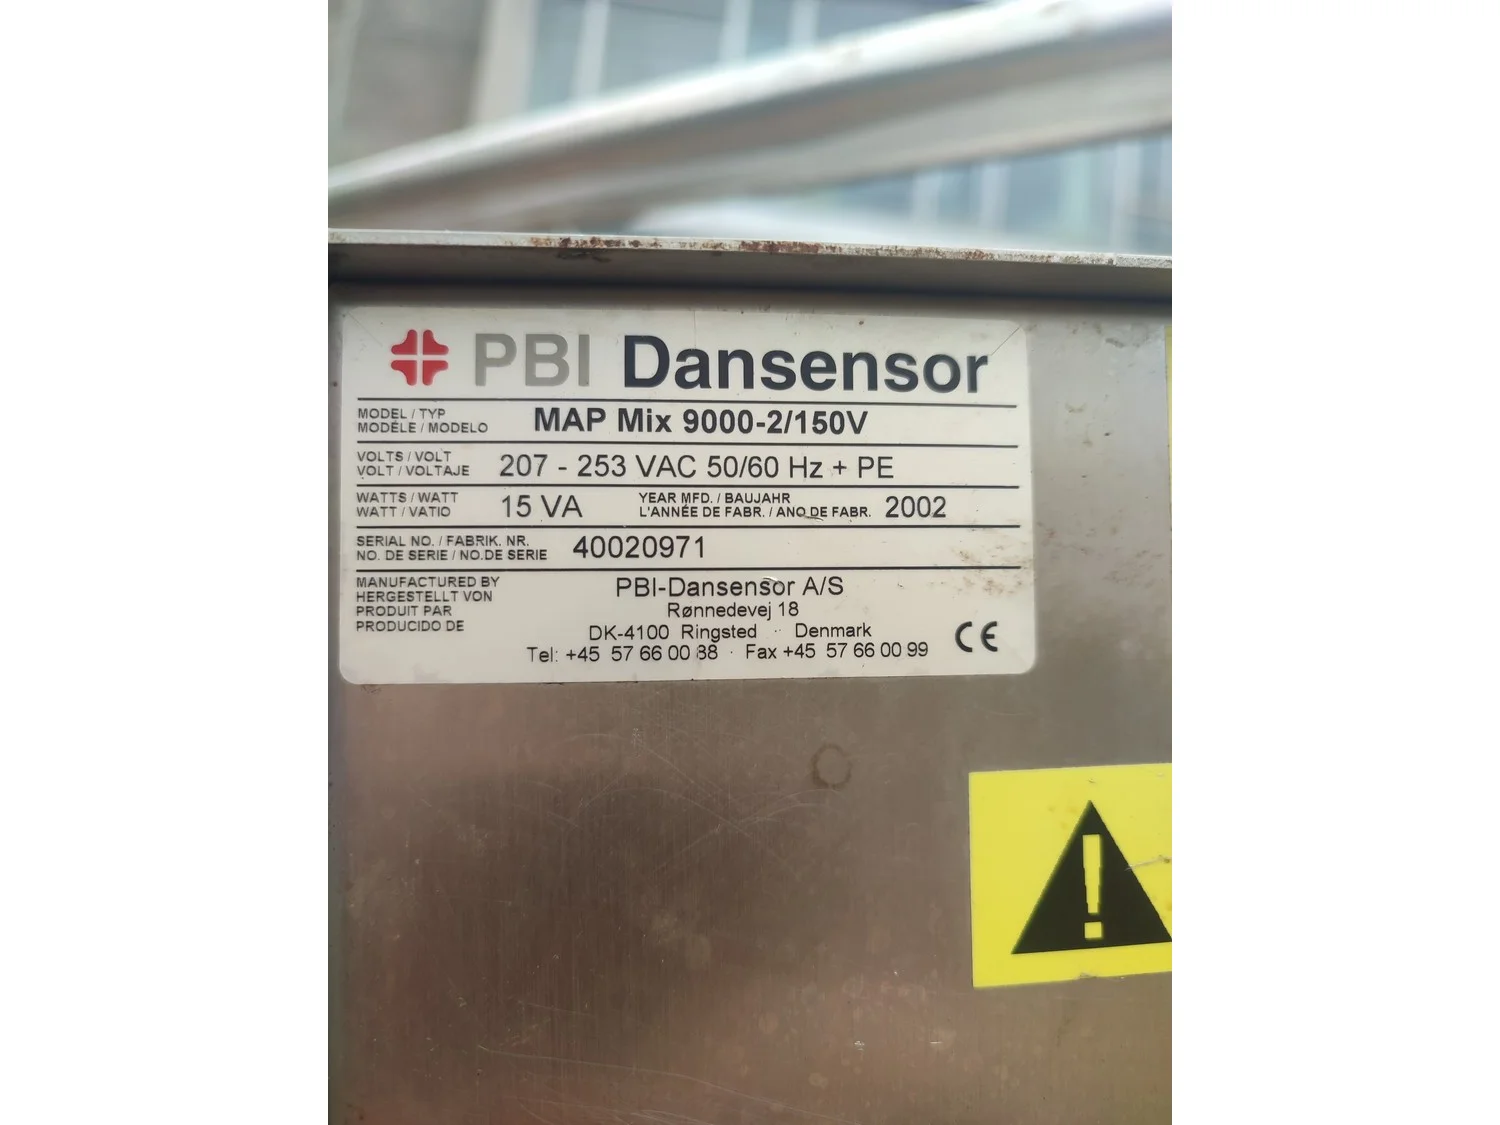 PBI Dansensor
MODEL / TYP
MODÉLE / MODELO
MAP Mix 9000-2/150V
VOLTS / VOLT
VOLT / VOLTAJE
207 - 253 VAC 50/60 Hz + PE
WATTS / WATT
WATT / VATIO
15 VA
YEAR MFD. / BAUJAHR
L'ANNÉE DE FABR. / ANO DE FABR.
2002
SERIAL NO. / FABRIK. NR.
NO. DE SERIE / NO.DE SERIE
40020971
MANUFACTURED BY
HERGESTELLT VON
PRODUIT PAR
PRODUCIDO DE
PBI-Dansensor A/S
Rønnedevej 18
DK-4100 Ringsted · Denmark
Tel: +45 57 66 00 88 · Fax +45 57 66 00 99
CE